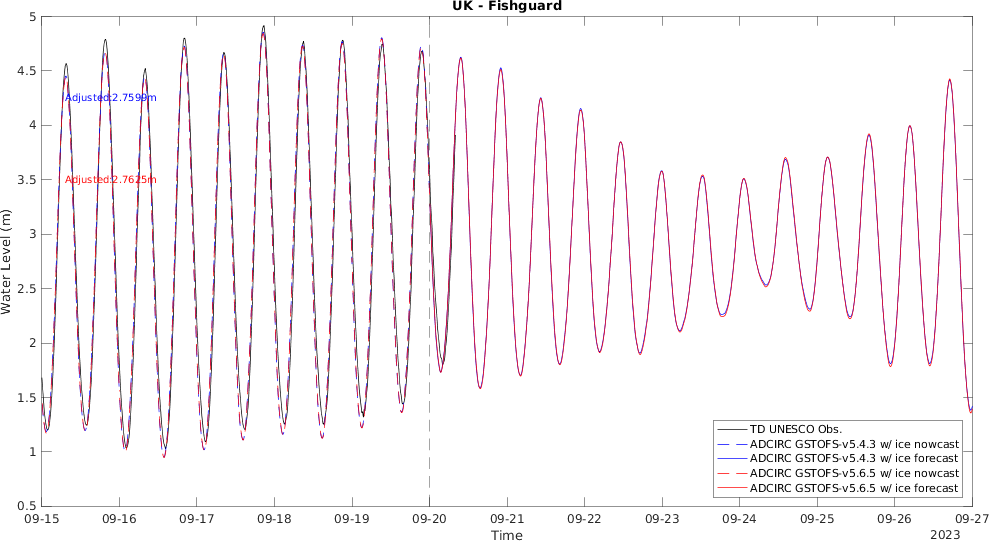 UK - Fishguard
5
4.5
Adjusted:2.7599m
4
Adjusted:2.7625m
3.5
3
Water Level (m)
2.5
2
1.5
1
0.5
TD UNESCO Obs.
ADCIRC GSTOFS-v5.4.3 w/ ice nowcast
ADCIRC GSTOFS-v5.4.3 w/ ice forecast
ADCIRC GSTOFS-v5.6.5 w/ ice nowcast
ADCIRC GSTOFS-v5.6.5 w/ ice forecast
09-15 09-16 09-17 09-18 09-19 09-20 09-21 09-22 09-23 09-24 09-25 09-26 09-27
Time
2023